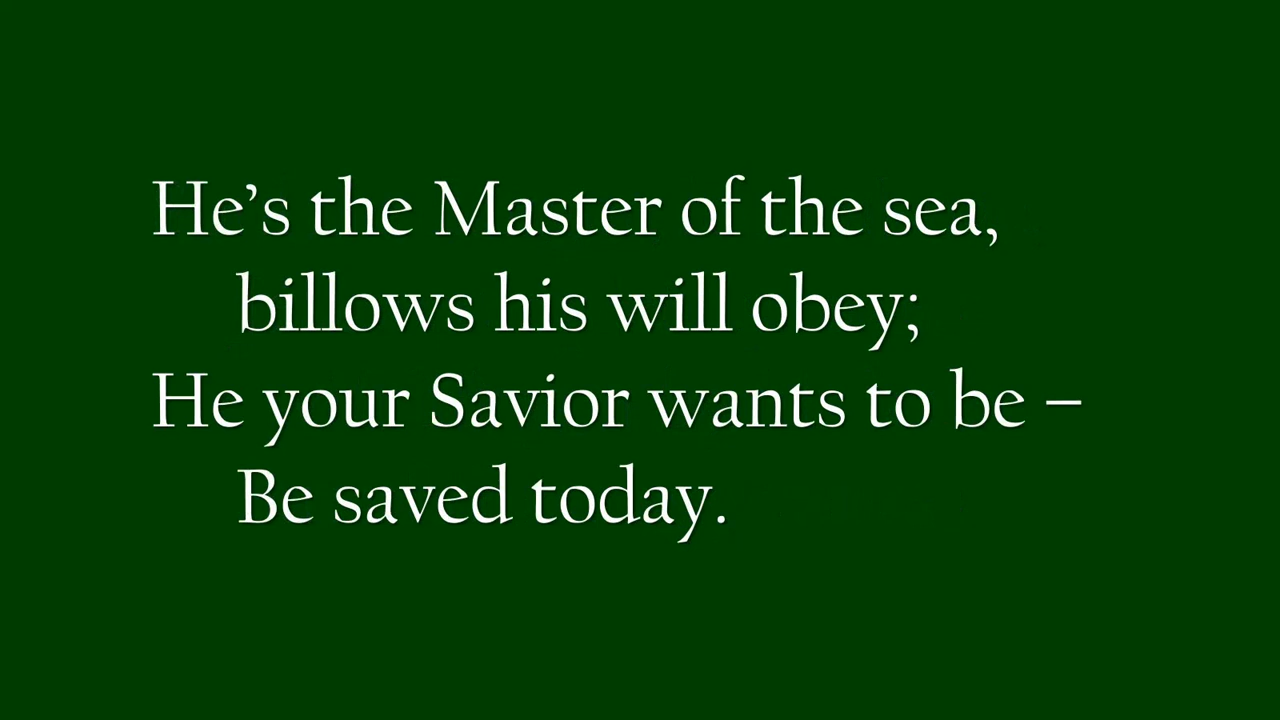 He’s the Master of the sea,
billows his will obey;
He your Savior wants to be –
Be saved today.